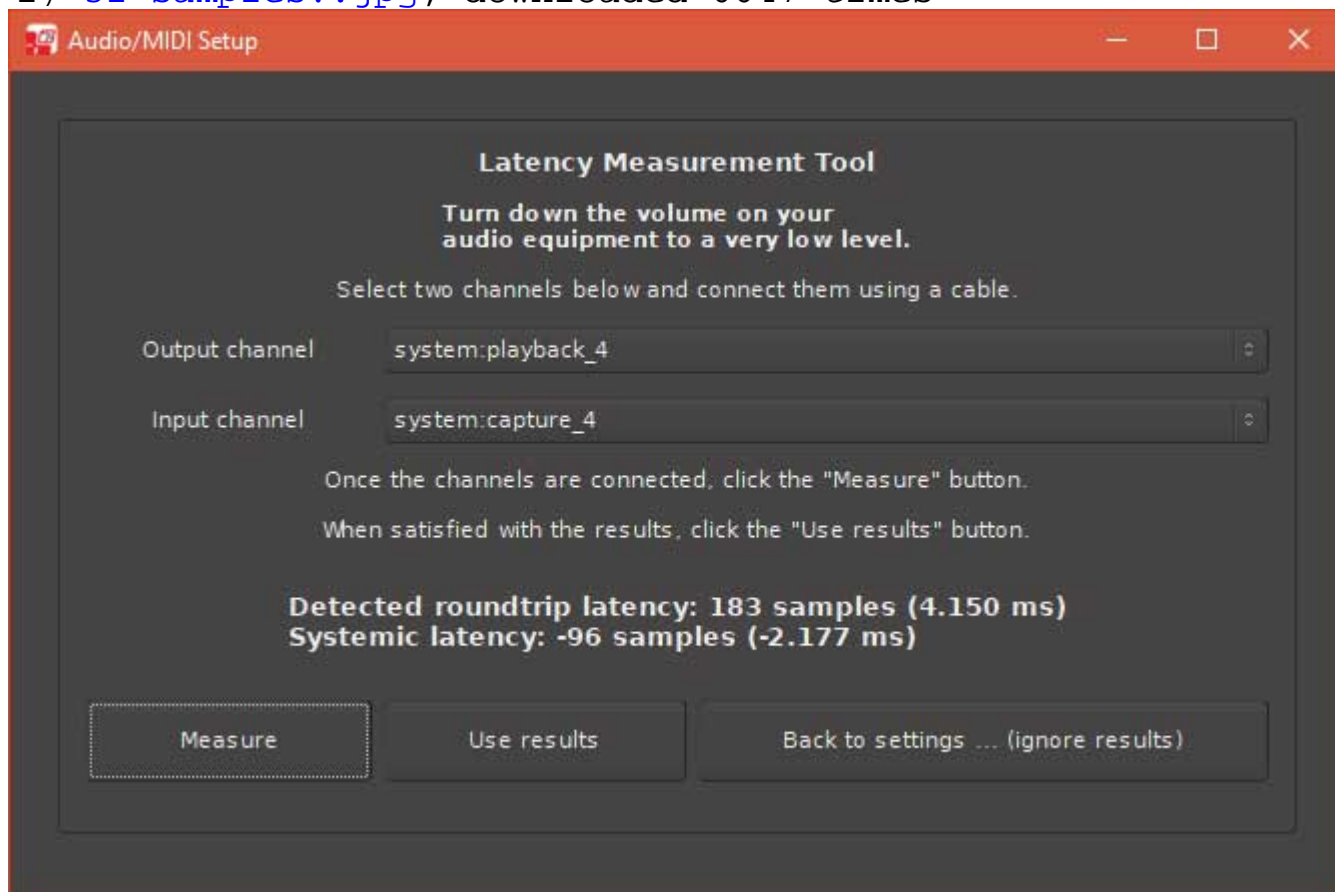 Audio/MIDI Setup
Latency Measurement Tool
Turn down the volume on your
audio equipment to a very low level.
Select two channels below and connect them using a cable.
Output channel system:playback_4
Input channel system:capture_4
Once the channels are connected, click the "Measure" button.
When satisfied with the results, click the "Use results" button.
Detected roundtrip latency: 183 samples (4.150 ms)
Systemic latency: -96 samples (-2.177 ms)
Measure Use results Back to settings ... (ignore results)